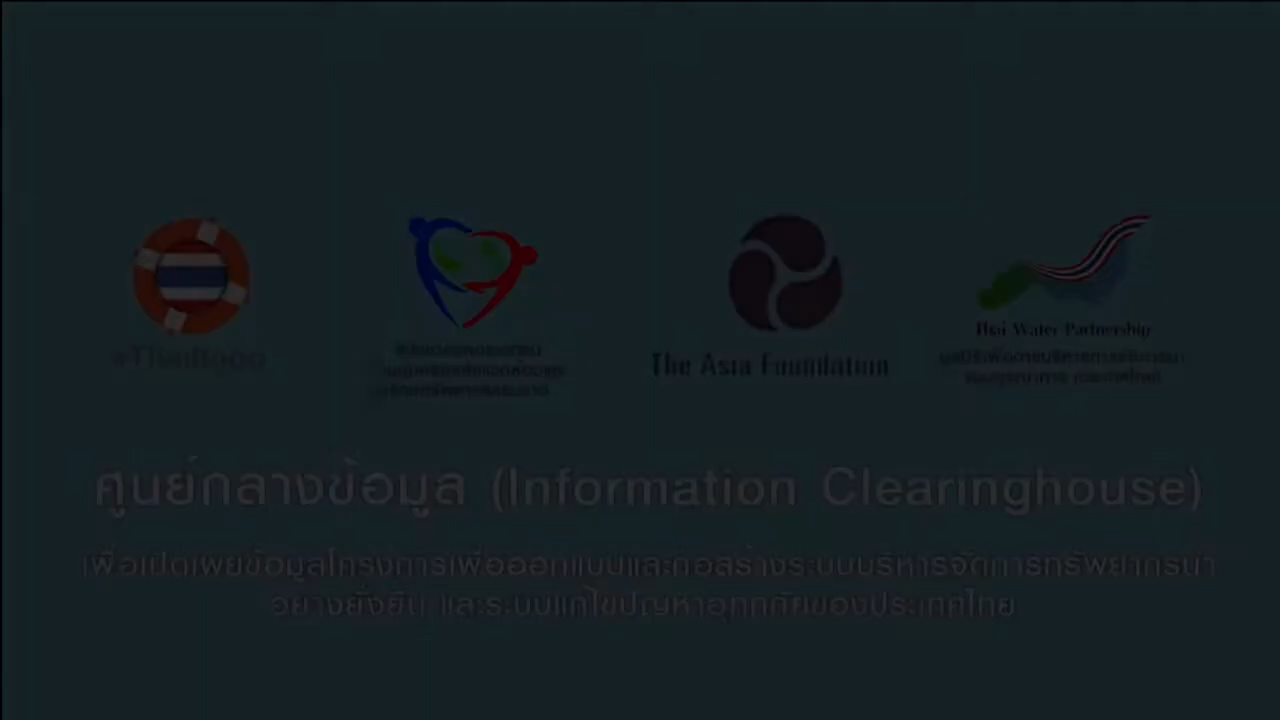 #Thaiflood
The Asia Foundation
Thai Water Partnership
ศูนย์กลางข้อมูล (Information Clearinghouse)
เพื่อเปิดเผยข้อมูลโครงการเพื่อออกแบบและก่อสร้างระบบบริหารจัดการทรัพยากรน้ำ
อย่างยั่งยืน และระบบแก้ไขปัญหาอุทกภัยของประเทศไทย